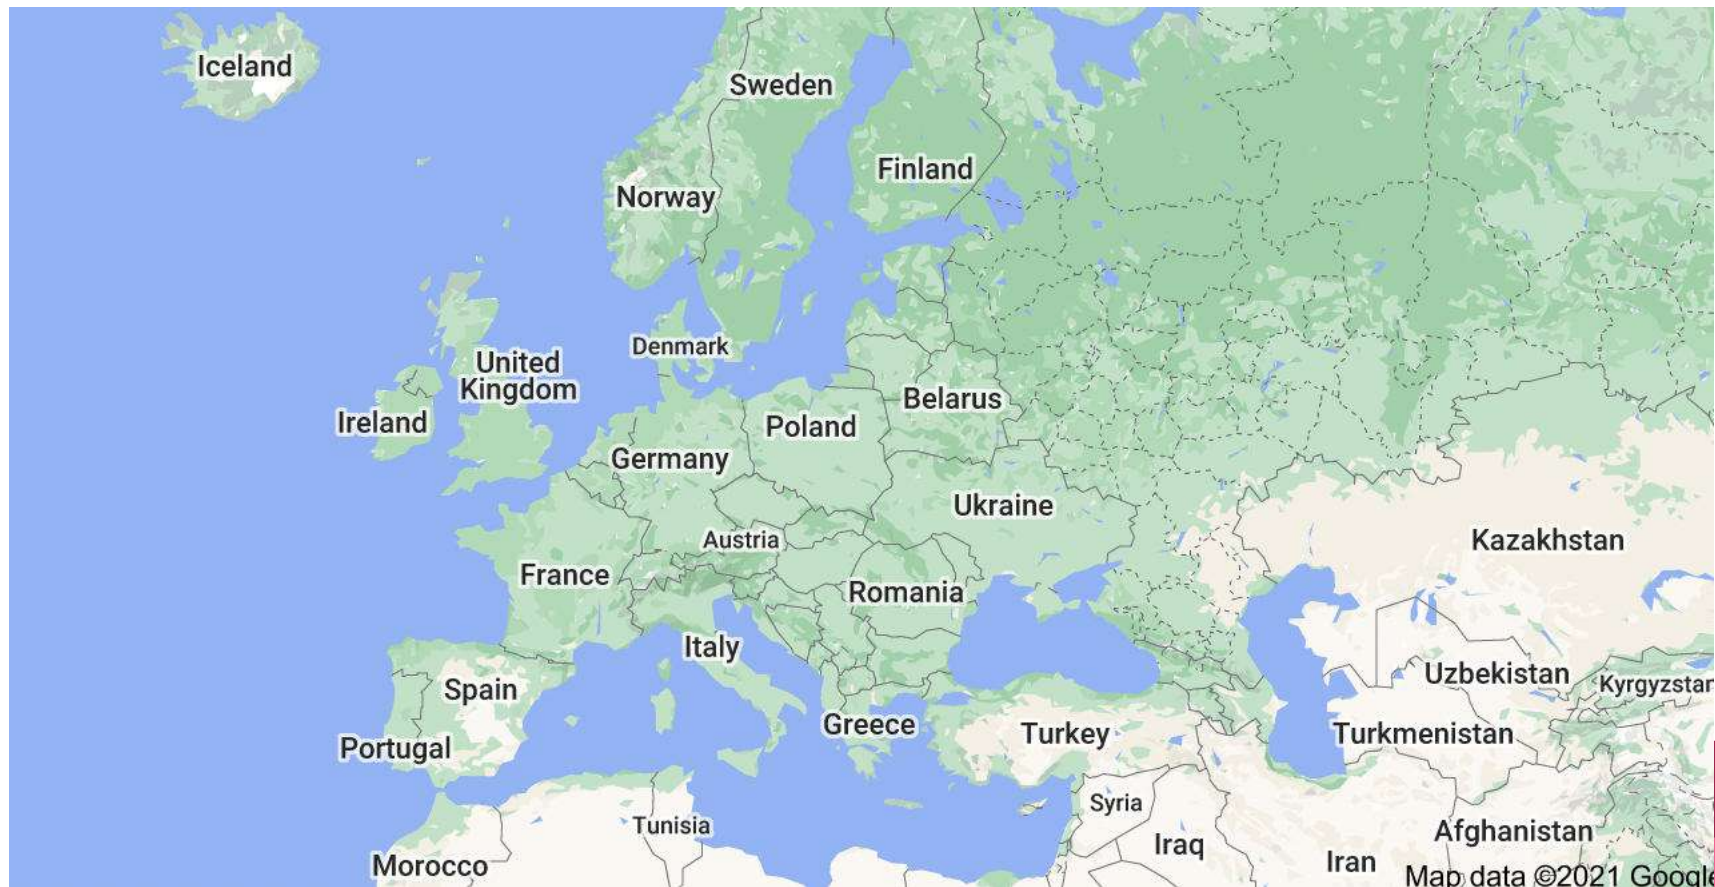 Iceland
Sweden
Finland
Norway
Denmark
United
Kingdom
Ireland
Belarus
Poland
Germany
Ukraine
Austria
Kazakhstan
France
Romania
Italy
Uzbekistan
Spain
Kyrgyzstan
Greece
Turkey
Turkmenistan
Portugal
Syria
Tunisia
Afghanistan
Iraq
Iran
Morocco
Map data ©2021 Google